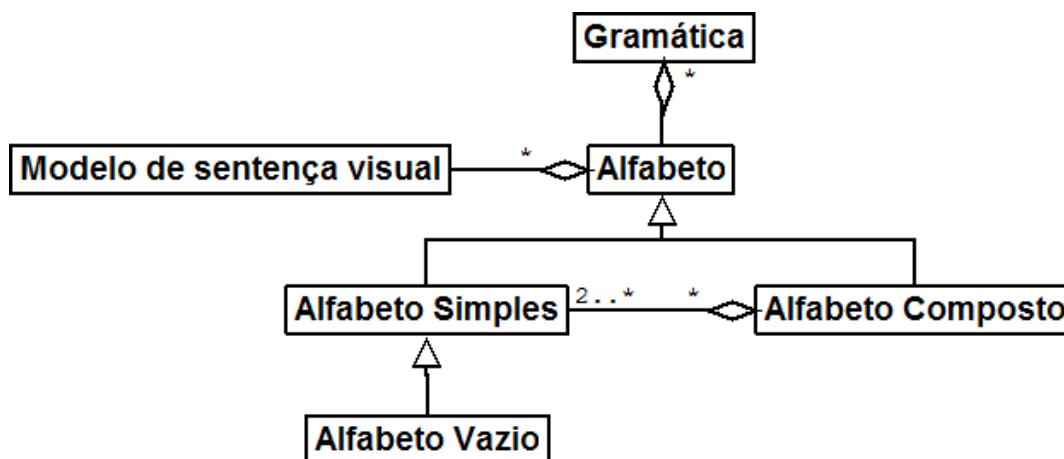 Gramática
*
Modelo de sentença visual
*
Alfabeto
Alfabeto Simples
2..*
*
Alfabeto Composto
Alfabeto Vazio